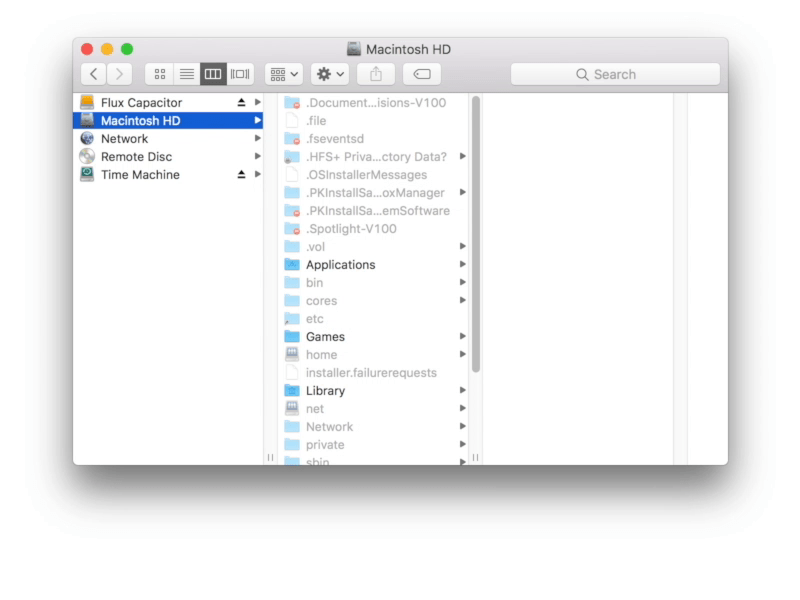 Macintosh HD
Search
Flux Capacitor
Macintosh HD
Network
Remote Disc
Time Machine
.Document...isions-V100
.file
.fseventsd
.HFS+ Priva...ctory Data?
.OSInstallerMessages
.PKInstallSa...oxManager
.PKInstallSa...emSoftware
.Spotlight-V100
.vol
Applications
bin
cores
etc
Games
home
installer.failurerequests
Library
net
Network
private
sbin